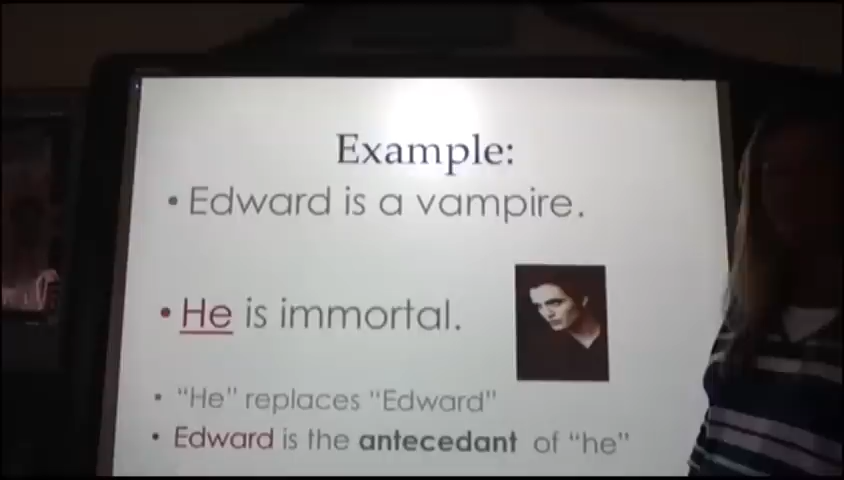 Example:
• Edward is a vampire.
• He is immortal.
• "He" replaces "Edward"
• Edward is the antecedant of "he"